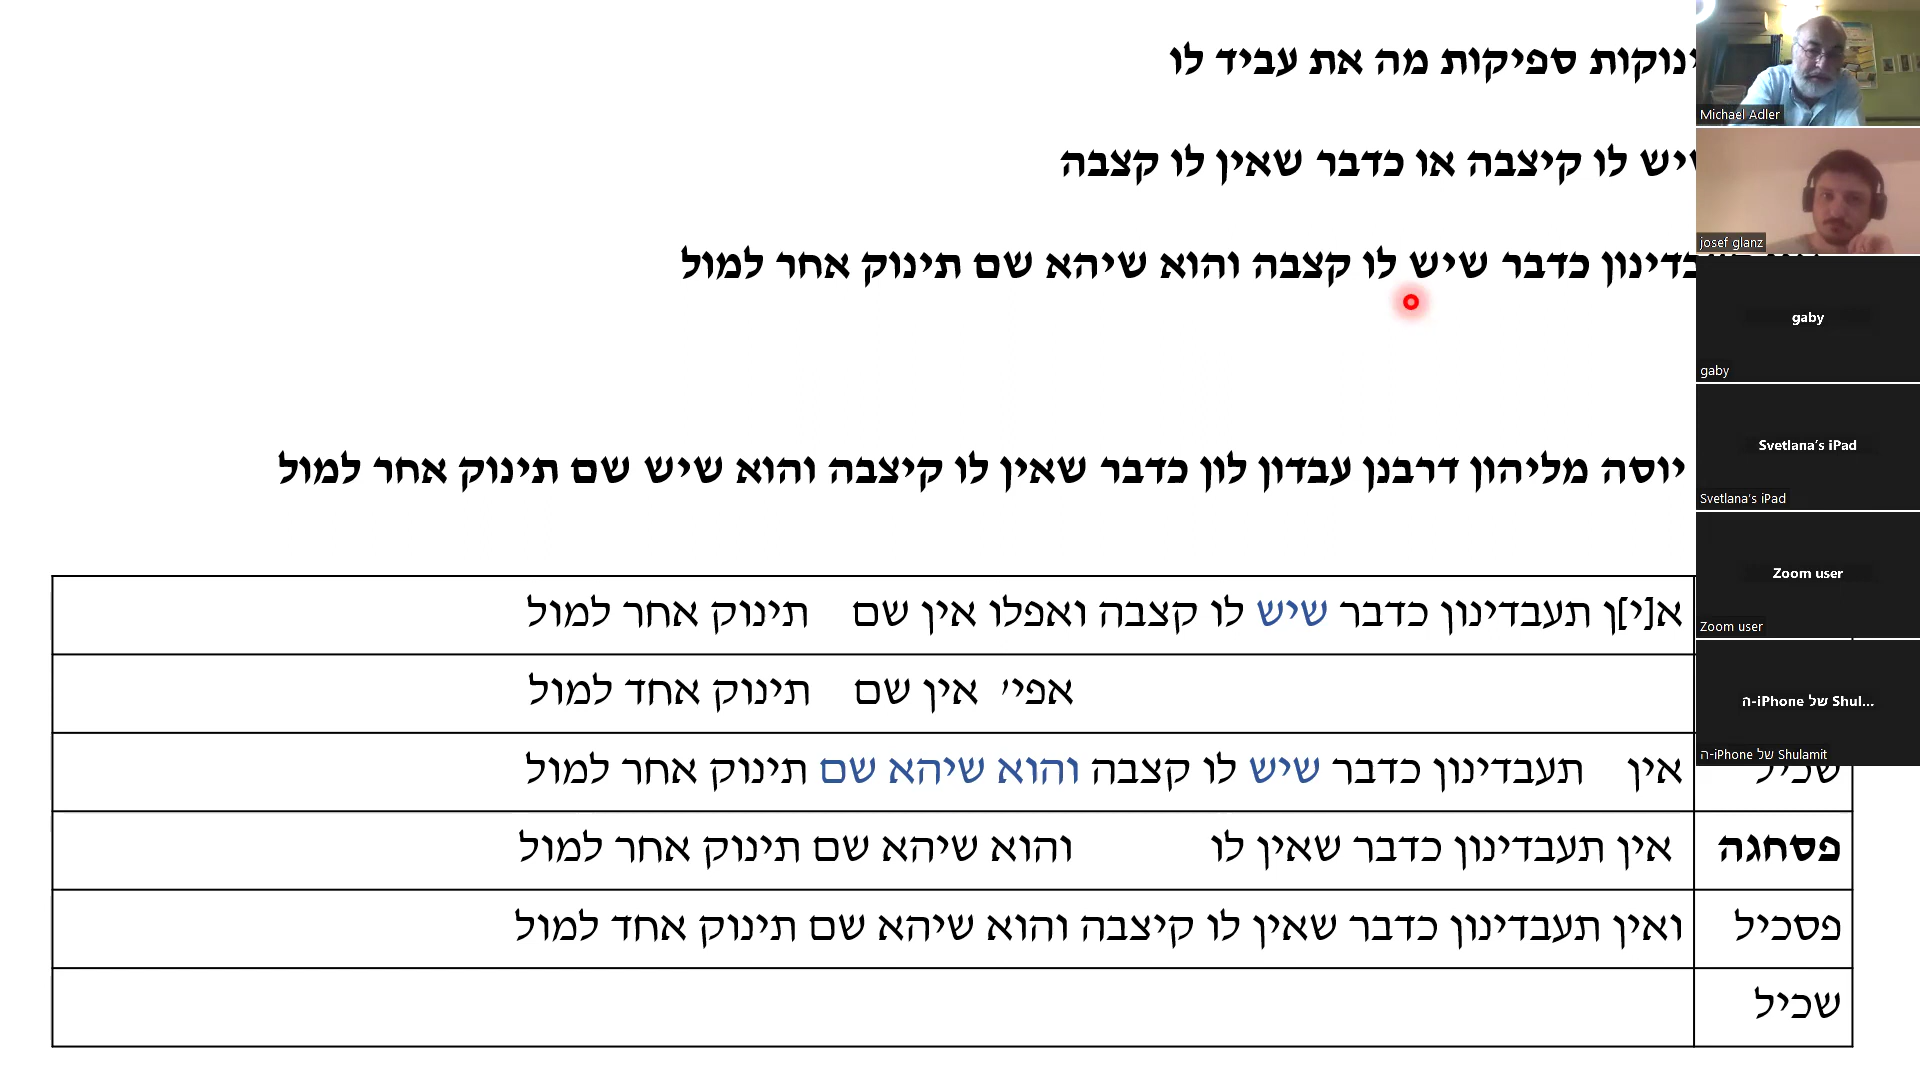 ספיקות מה את עביד לו
לו קיצבה או כדבר שאין לו קצבה
כדבר שיש לו קצבה והוא שיהא שם תינוק אחר למול
יוסה מליהון דרבנן עבדון לון כדבר שאין לו קיצבה והוא שיש שם תינוק אחר למול
א[י]ן תעבדינון כדבר שיש לו קצבה ואפלו אין שם תינוק אחר למול
אפי׳ אין שם תינוק אחד למול
שכיל אין תעבדינון כדבר שיש לו קצבה והוא שיהא שם תינוק אחר למול
פסחגה אין תעבדינון כדבר שאין לו והוא שיהא שם תינוק אחר למול
פסכיל ואין תעבדינון כדבר שאין לו קיצבה והוא שיהא שם תינוק אחד למול
שכיל
Michael Adler
josef glanz
gaby
gaby
Svetlana's iPad
Svetlana's iPad
Zoom user
Zoom user
ה-iPhone של Shul...
ה-iPhone של Shulamit